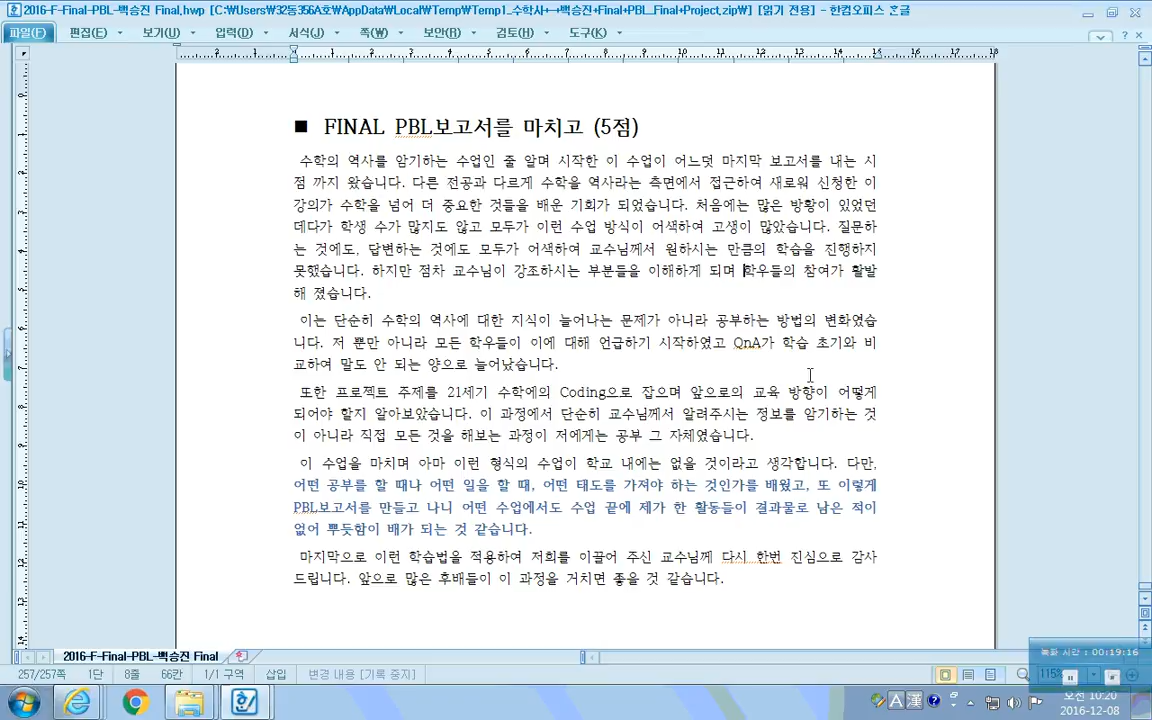 2016-F-Final-PBL-백승진 Final.hwp [C:₩Users₩32동356A호₩AppData₩Local₩Temp₩Temp1_수학사+-+백승진+Final+PBL_Final+Project.zip₩] [읽기 전용] - 한컴오피스 한글
파일(F) 편집(E) 보기(U) 입력(D) 서식(J) 쪽(W) 보안(B) 검토(H) 도구(K)
2 1 1 2 3 4 5 6 7 8 9 10 11 12 13 14 15 16 17 18
■ FINAL PBL보고서를 마치고 (5점)
수학의 역사를 암기하는 수업인 줄 알며 시작한 이 수업이 어느덧 마지막 보고서를 내는 시
점 까지 왔습니다. 다른 전공과 다르게 수학을 역사라는 측면에서 접근하여 새로워 신청한 이
강의가 수학을 넘어 더 중요한 것들을 배운 기회가 되었습니다. 처음에는 많은 방황이 있었던
데다가 학생 수가 많지도 않고 모두가 이런 수업 방식이 어색하여 고생이 많았습니다. 질문하
는 것에도, 답변하는 것에도 모두가 어색하여 교수님께서 원하시는 만큼의 학습을 진행하지
못했습니다. 하지만 점차 교수님이 강조하시는 부분들을 이해하게 되며 학우들의 참여가 활발
해 졌습니다.
이는 단순히 수학의 역사에 대한 지식이 늘어나는 문제가 아니라 공부하는 방법의 변화였습
니다. 저 뿐만 아니라 모든 학우들이 이에 대해 언급하기 시작하였고 QnA가 학습 초기와 비
교하여 말도 안 되는 양으로 늘어났습니다.
또한 프로젝트 주제를 21세기 수학에의 Coding으로 잡으며 앞으로의 교육 방향이 어떻게
되어야 할지 알아보았습니다. 이 과정에서 단순히 교수님께서 알려주시는 정보를 암기하는 것
이 아니라 직접 모든 것을 해보는 과정이 저에게는 공부 그 자체였습니다.
이 수업을 마치며 아마 이런 형식의 수업이 학교 내에는 없을 것이라고 생각합니다. 다만,
어떤 공부를 할 때나 어떤 일을 할 때, 어떤 태도를 가져야 하는 것인가를 배웠고, 또 이렇게
PBL보고서를 만들고 나니 어떤 수업에서도 수업 끝에 제가 한 활동들이 결과물로 남은 적이
없어 뿌듯함이 배가 되는 것 같습니다.
마지막으로 이런 학습법을 적용하여 저희를 이끌어 주신 교수님께 다시 한번 진심으로 감사
드립니다. 앞으로 많은 후배들이 이 과정을 거치면 좋을 것 같습니다.
2016-F-Final-PBL-백승진 Final
녹화 시간 : 00:19:16
257/257쪽 1단 8줄 66칸 1/1 구역 삽입 변경 내용 [기록 중지] 115%
A 漢
오전 10:20
2016-12-08